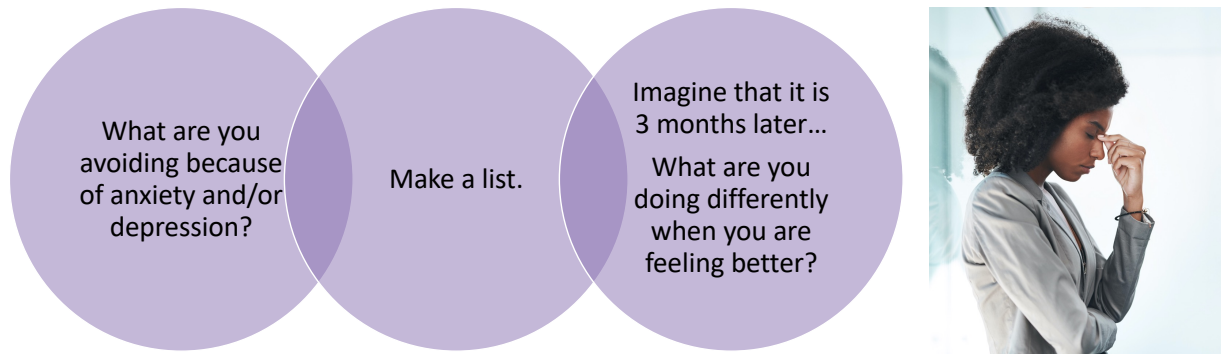 What are you
avoiding because
of anxiety and/or
depression?
Make a list.
Imagine that it is
3 months later…
What are you
doing differently
when you are
feeling better?